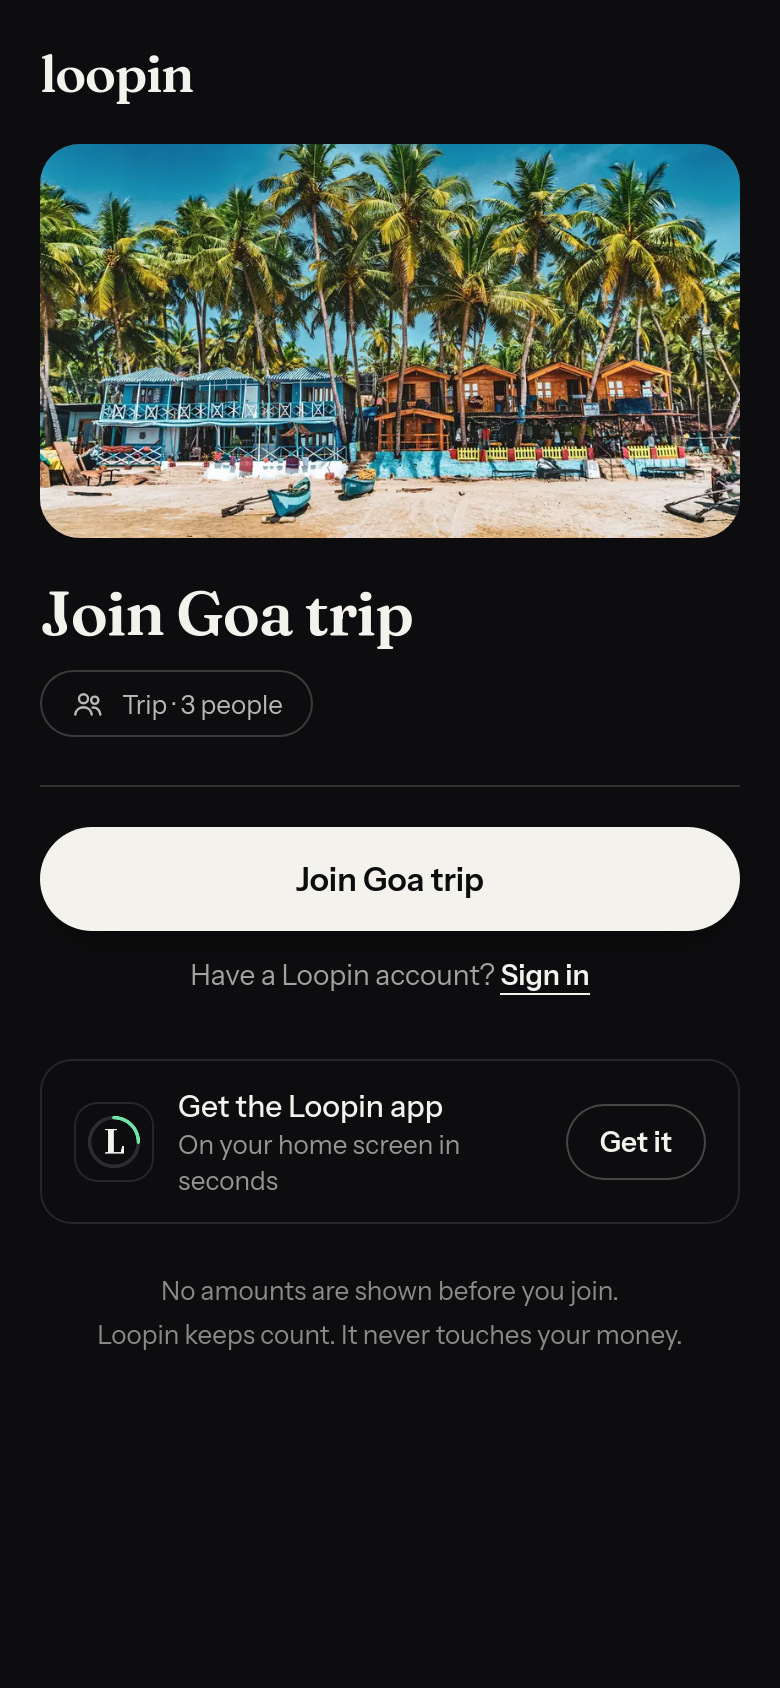 loopin
Join Goa trip
Trip · 3 people
Join Goa trip
Have a Loopin account? Sign in
Get the Loopin app
On your home screen in
seconds
L
Get it
No amounts are shown before you join.
Loopin keeps count. It never touches your money.